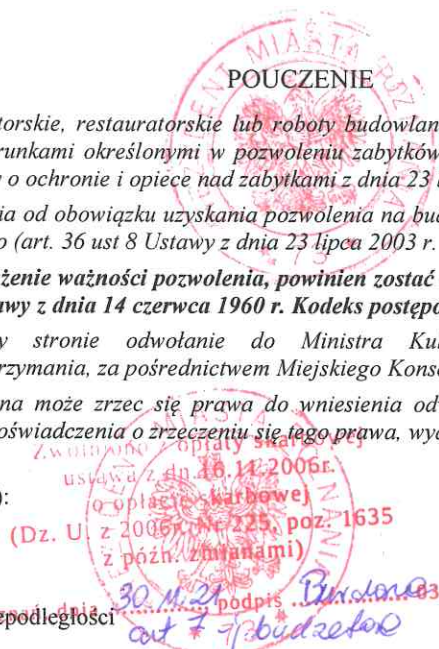 POUCZENIE
torskie, restauratorskie lub roboty budowlan
runkami określonymi w pozwoleniu zabytków
o ochronie i opiece nad zabytkami z dnia 23 l
ia od obowiązku uzyskania pozwolenia na bud
o (art. 36 ust 8 Ustawy z dnia 23 lipca 2003 r.
żenie ważności pozwolenia, powinien zostać
wy z dnia 14 czerwca 1960 r. Kodeks postępo
y stronie odwołanie do Ministra Kul
rzymania, za pośrednictwem Miejskiego Konse
na może zrzec się prawa do wniesienia od
oświadczenia o zrzeczeniu się tego prawa, wyd
Zwolniono z opłaty skarbowej
ustawa z dn. 16.11.2006r.
o opłacie skarbowej
):
(Dz. U. z 2006r. Nr 225, poz. 1635
z późn. zmianami)
dnia 30.11.21 podpis
epodległości
art 7